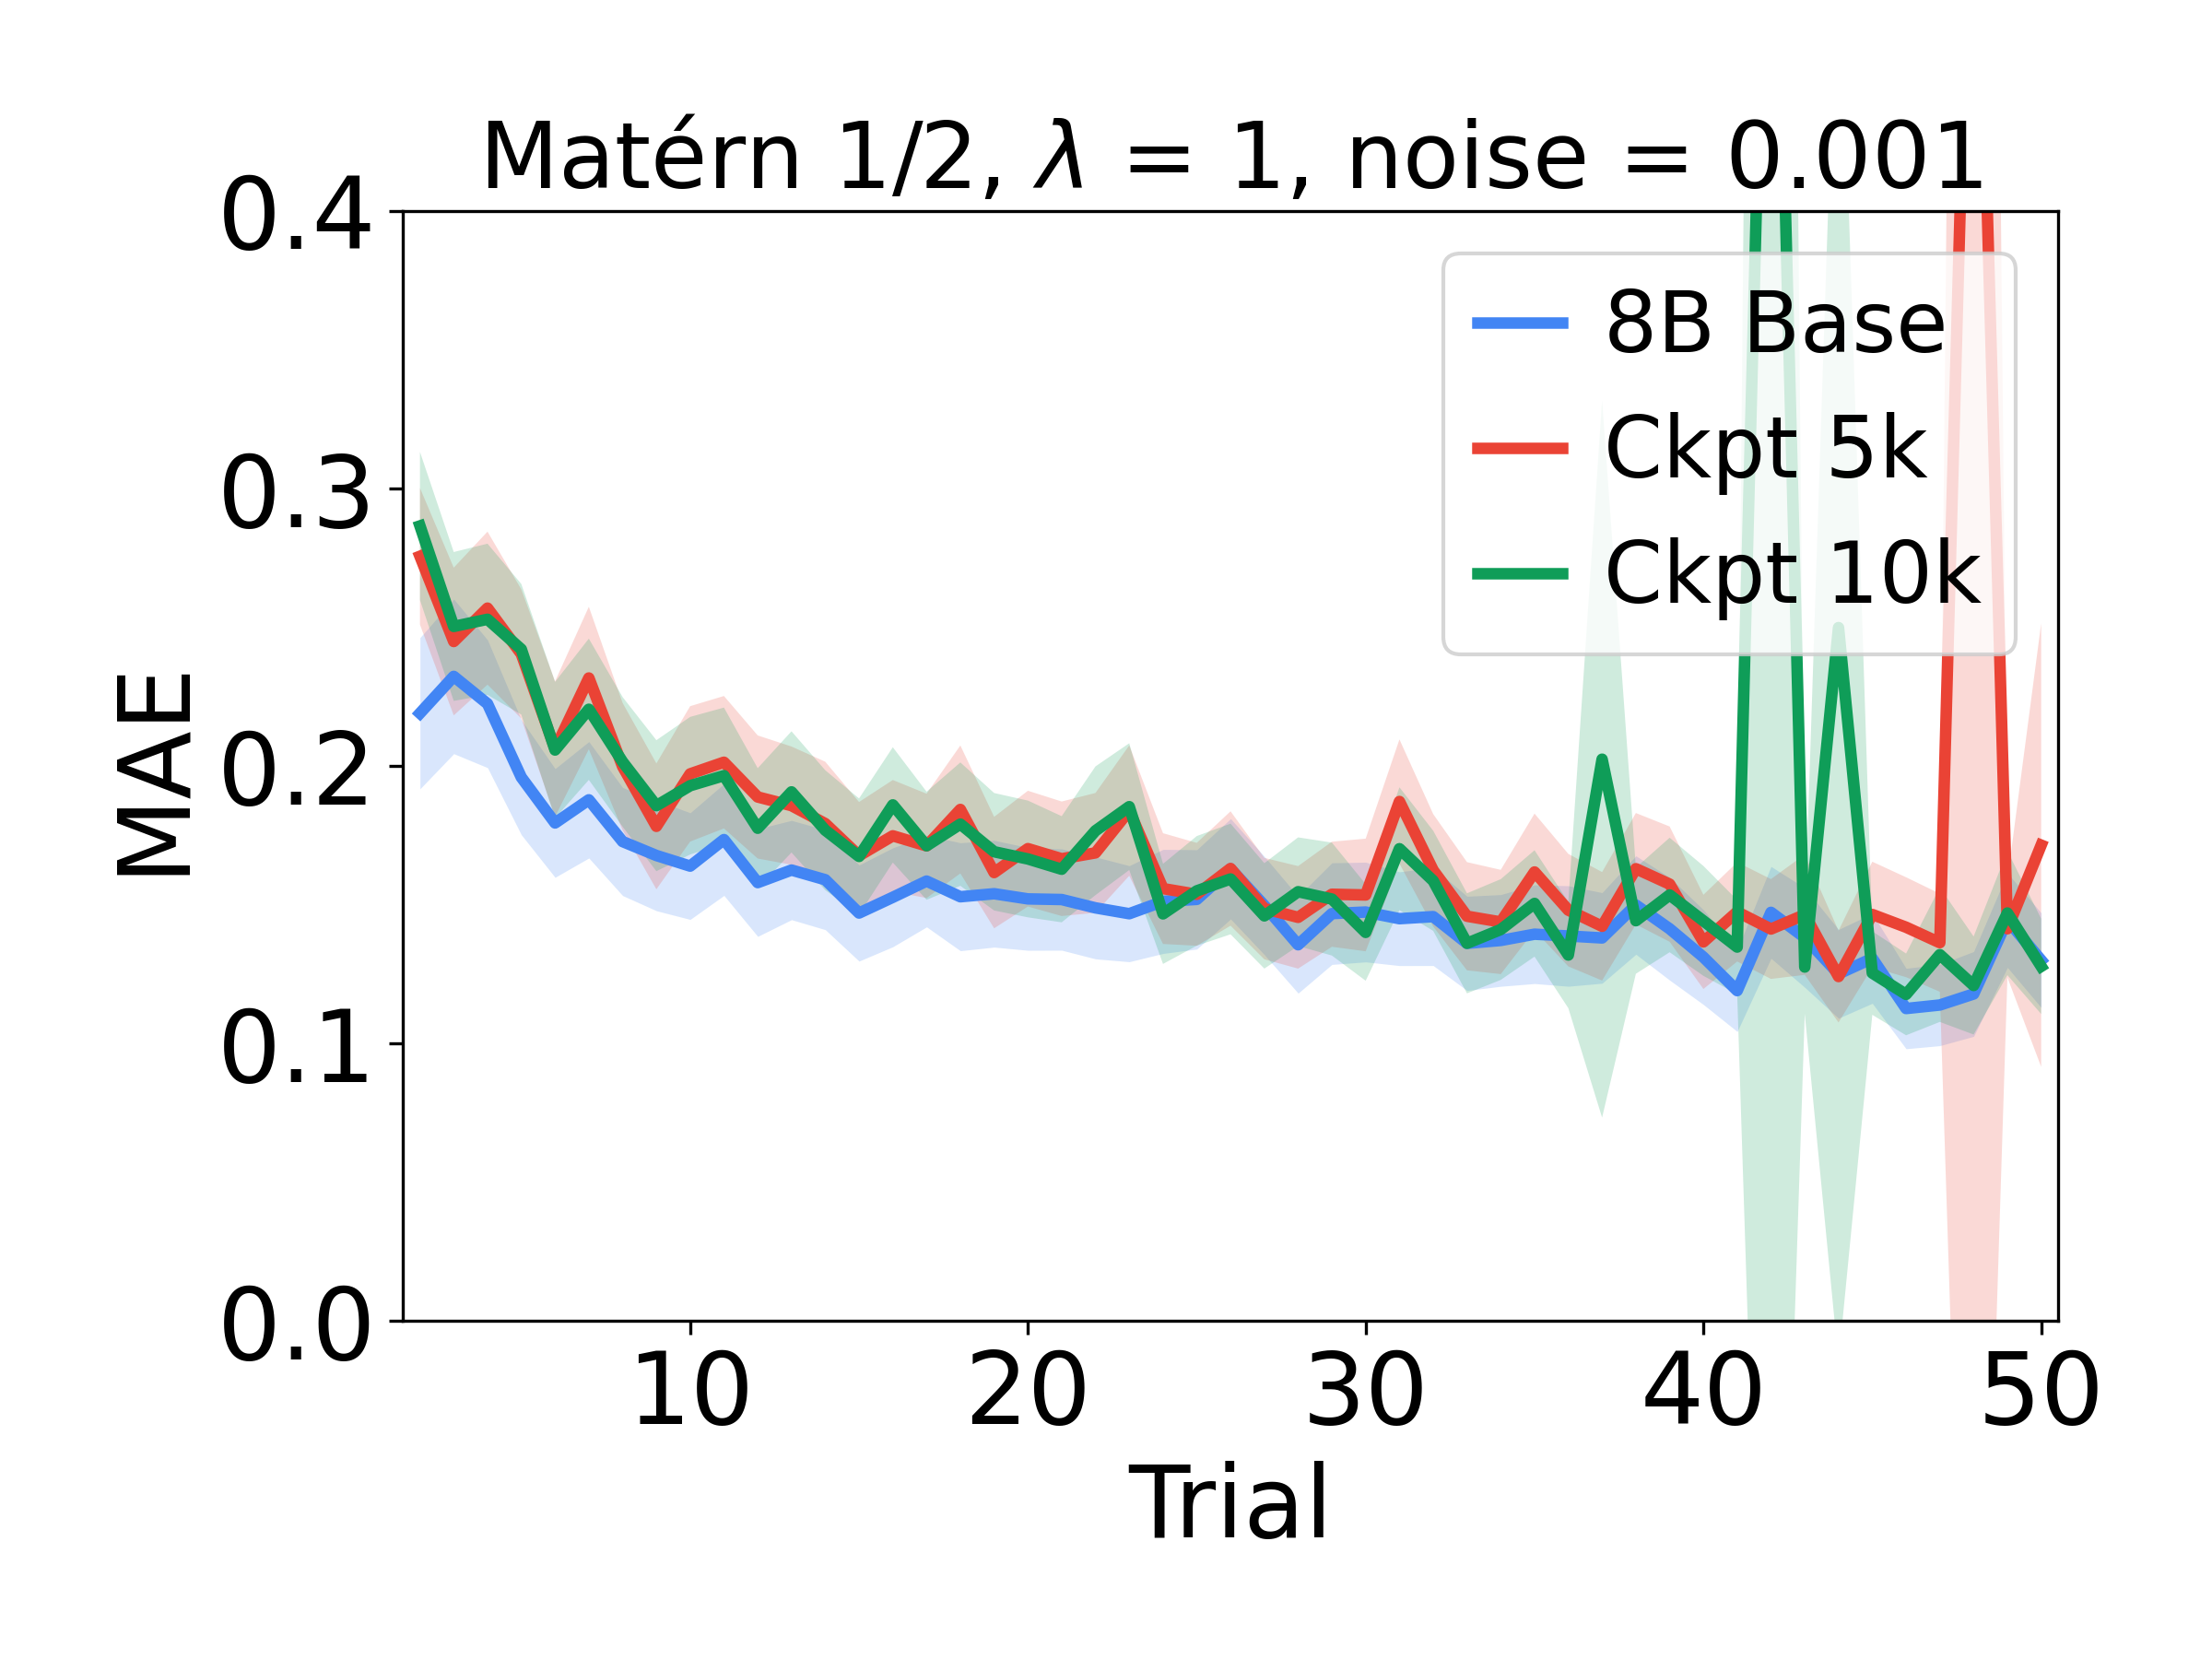 Matérn 1/2, λ = 1, noise = 0.001
0.4
0.3
0.2
0.1
0.0
MAE
8B Base
Ckpt 5k
Ckpt 10k
10 20 30 40 50
Trial